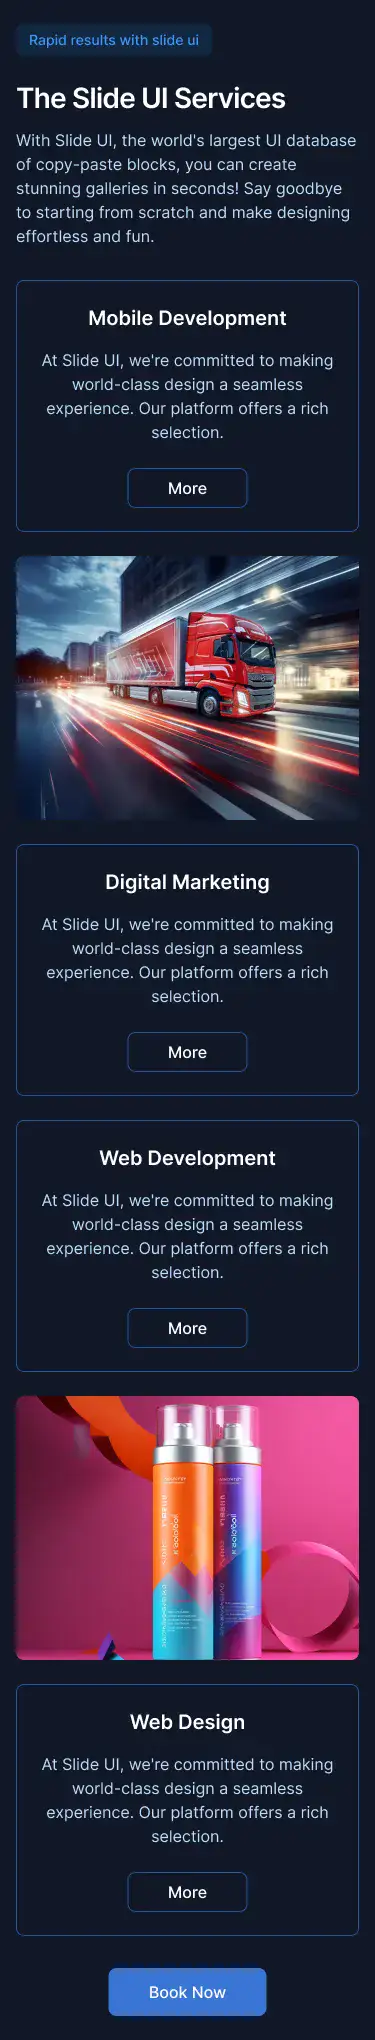 Rapid results with slide ui
The Slide UI Services
With Slide UI, the world's largest UI database
of copy-paste blocks, you can create
stunning galleries in seconds! Say goodbye
to starting from scratch and make designing
effortless and fun.
Mobile Development
At Slide UI, we're committed to making
world-class design a seamless
experience. Our platform offers a rich
selection.
More
Digital Marketing
At Slide UI, we're committed to making
world-class design a seamless
experience. Our platform offers a rich
selection.
More
Web Development
At Slide UI, we're committed to making
world-class design a seamless
experience. Our platform offers a rich
selection.
More
Web Design
At Slide UI, we're committed to making
world-class design a seamless
experience. Our platform offers a rich
selection.
More
Book Now